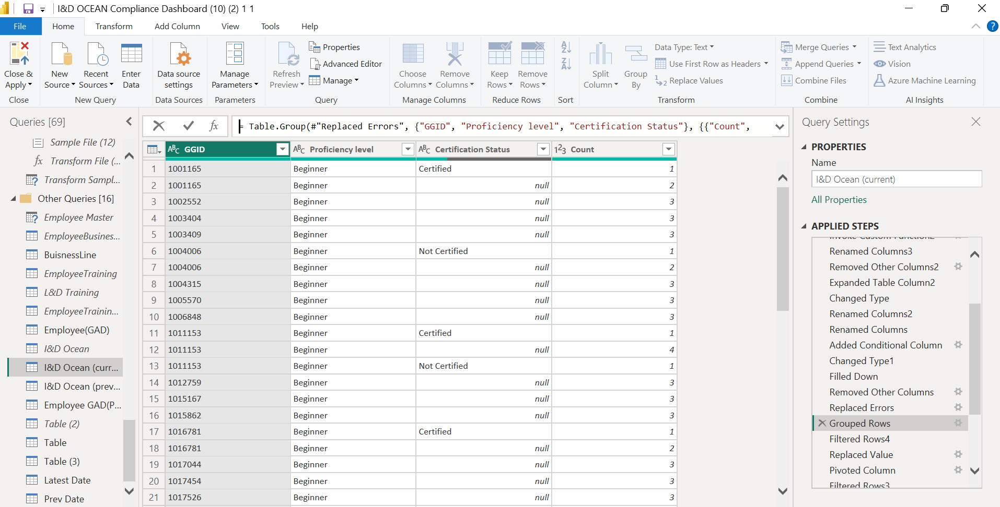 I&D OCEAN Compliance Dashboard (10) (2) 1 1
File
Home
Transform
Add Column
View
Tools
Help
Close & Apply
Close
New Source
Recent Sources
Enter Data
New Query
Data source settings
Data Sources
Manage Parameters
Parameters
Refresh Preview
Properties
Advanced Editor
Manage
Query
Choose Columns
Remove Columns
Manage Columns
Keep Rows
Remove Rows
Reduce Rows
Sort
Split Column
Group By
Data Type: Text
Use First Row as Headers
Replace Values
Transform
Merge Queries
Append Queries
Combine Files
Combine
Text Analytics
Vision
Azure Machine Learning
AI Insights
Queries [69]
Sample File (12)
Transform File (...
Transform Sampl...
Other Queries [16]
Employee Master
EmployeeBusines...
BuisnessLine
EmployeeTraining
L&D Training
EmployeeTrainin...
Employee(GAD)
I&D Ocean
I&D Ocean (curr...
I&D Ocean (prev...
Employee GAD(P...
Table (2)
Table
Table (3)
Latest Date
Prev Date
fx
= Table.Group(#"Replaced Errors", {"GGID", "Proficiency level", "Certification Status"}, {{"Count",
ABC GGID ABC Proficiency level ABC Certification Status 123 Count
1 1001165 Beginner Certified 1
2 1001165 Beginner null 2
3 1002552 Beginner null 3
4 1003404 Beginner null 3
5 1003409 Beginner null 3
6 1004006 Beginner Not Certified 1
7 1004006 Beginner null 2
8 1004315 Beginner null 3
9 1005570 Beginner null 3
10 1006848 Beginner null 3
11 1011153 Beginner Certified 1
12 1011153 Beginner null 4
13 1011153 Beginner Not Certified 1
14 1012759 Beginner null 3
15 1015167 Beginner null 3
16 1015862 Beginner null 3
17 1016781 Beginner Certified 1
18 1016781 Beginner null 2
19 1017044 Beginner null 3
20 1017454 Beginner null 3
21 1017526 Beginner null 3
Query Settings
PROPERTIES
Name
I&D Ocean (current)
All Properties
APPLIED STEPS
Invoke Custom Function2
Renamed Columns3
Removed Other Columns2
Expanded Table Column2
Changed Type
Renamed Columns2
Renamed Columns
Added Conditional Column
Changed Type1
Filled Down
Removed Other Columns
Replaced Errors
Grouped Rows
Filtered Rows4
Replaced Value
Pivoted Column
Filtered Rows3